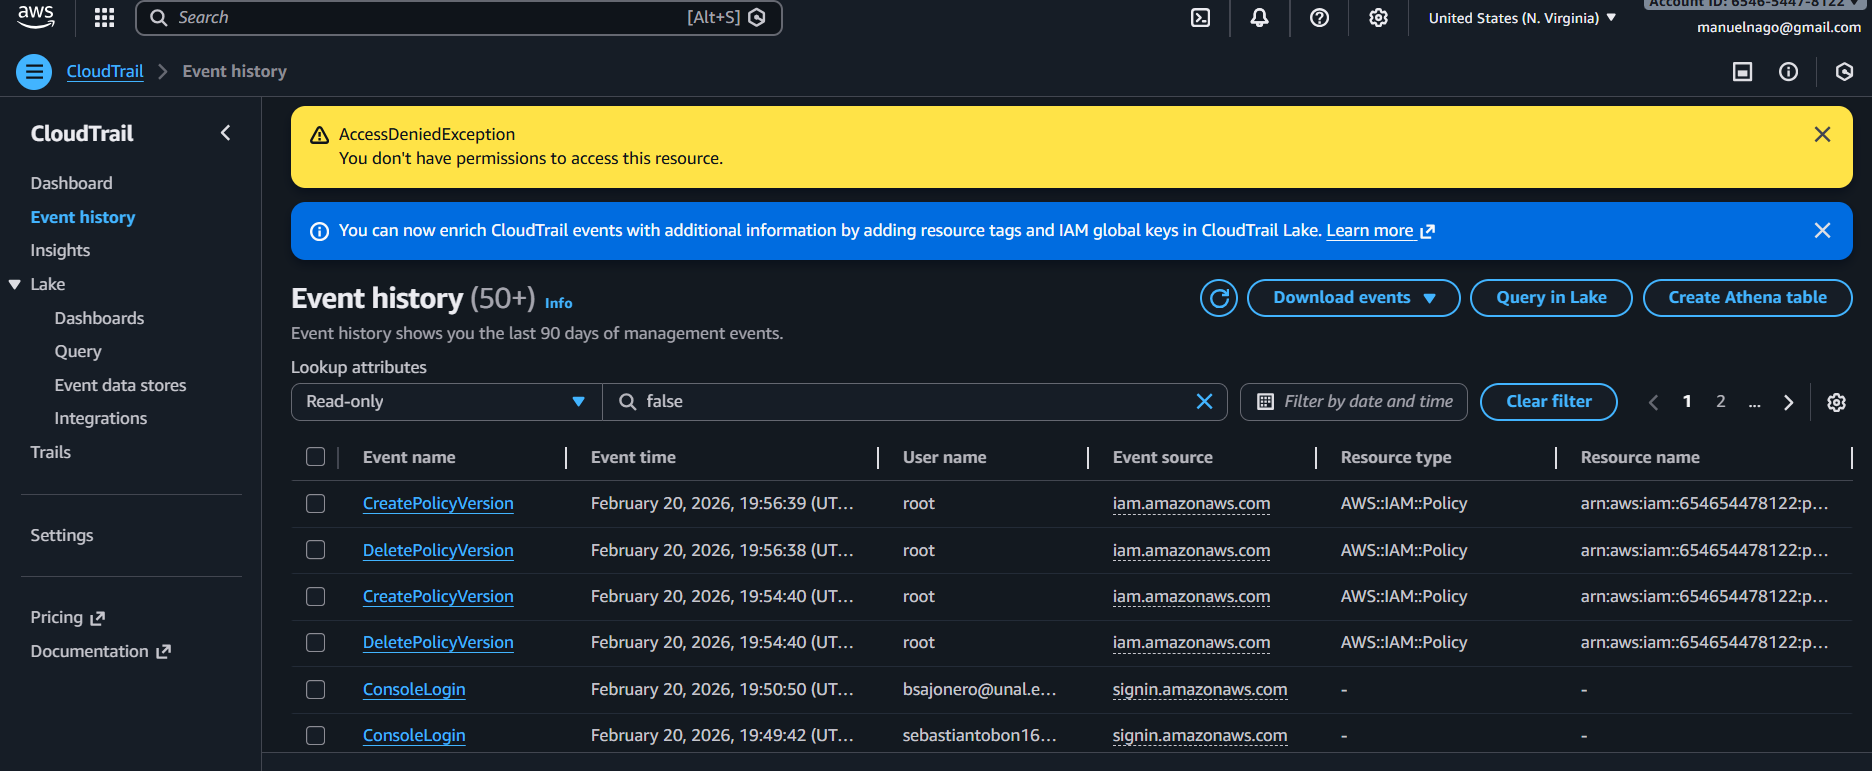 aws
Search
[Alt+S]
United States (N. Virginia)
Account ID: 6546-5447-8122
manuelnago@gmail.com
CloudTrail
Event history
CloudTrail
Dashboard
Event history
Insights
Lake
Dashboards
Query
Event data stores
Integrations
Trails
Settings
Pricing
Documentation
AccessDeniedException
You don't have permissions to access this resource.
You can now enrich CloudTrail events with additional information by adding resource tags and IAM global keys in CloudTrail Lake. Learn more
Event history (50+) Info
Download events
Query in Lake
Create Athena table
Event history shows you the last 90 days of management events.
Lookup attributes
Read-only
false
Filter by date and time
Clear filter
1 2 ...
Event name Event time User name Event source Resource type Resource name
CreatePolicyVersion February 20, 2026, 19:56:39 (UT... root iam.amazonaws.com AWS::IAM::Policy arn:aws:iam::654654478122:p...
DeletePolicyVersion February 20, 2026, 19:56:38 (UT... root iam.amazonaws.com AWS::IAM::Policy arn:aws:iam::654654478122:p...
CreatePolicyVersion February 20, 2026, 19:54:40 (UT... root iam.amazonaws.com AWS::IAM::Policy arn:aws:iam::654654478122:p...
DeletePolicyVersion February 20, 2026, 19:54:40 (UT... root iam.amazonaws.com AWS::IAM::Policy arn:aws:iam::654654478122:p...
ConsoleLogin February 20, 2026, 19:50:50 (UT... bsajonero@unal.e... signin.amazonaws.com - -
ConsoleLogin February 20, 2026, 19:49:42 (UT... sebastiantobon16... signin.amazonaws.com - -